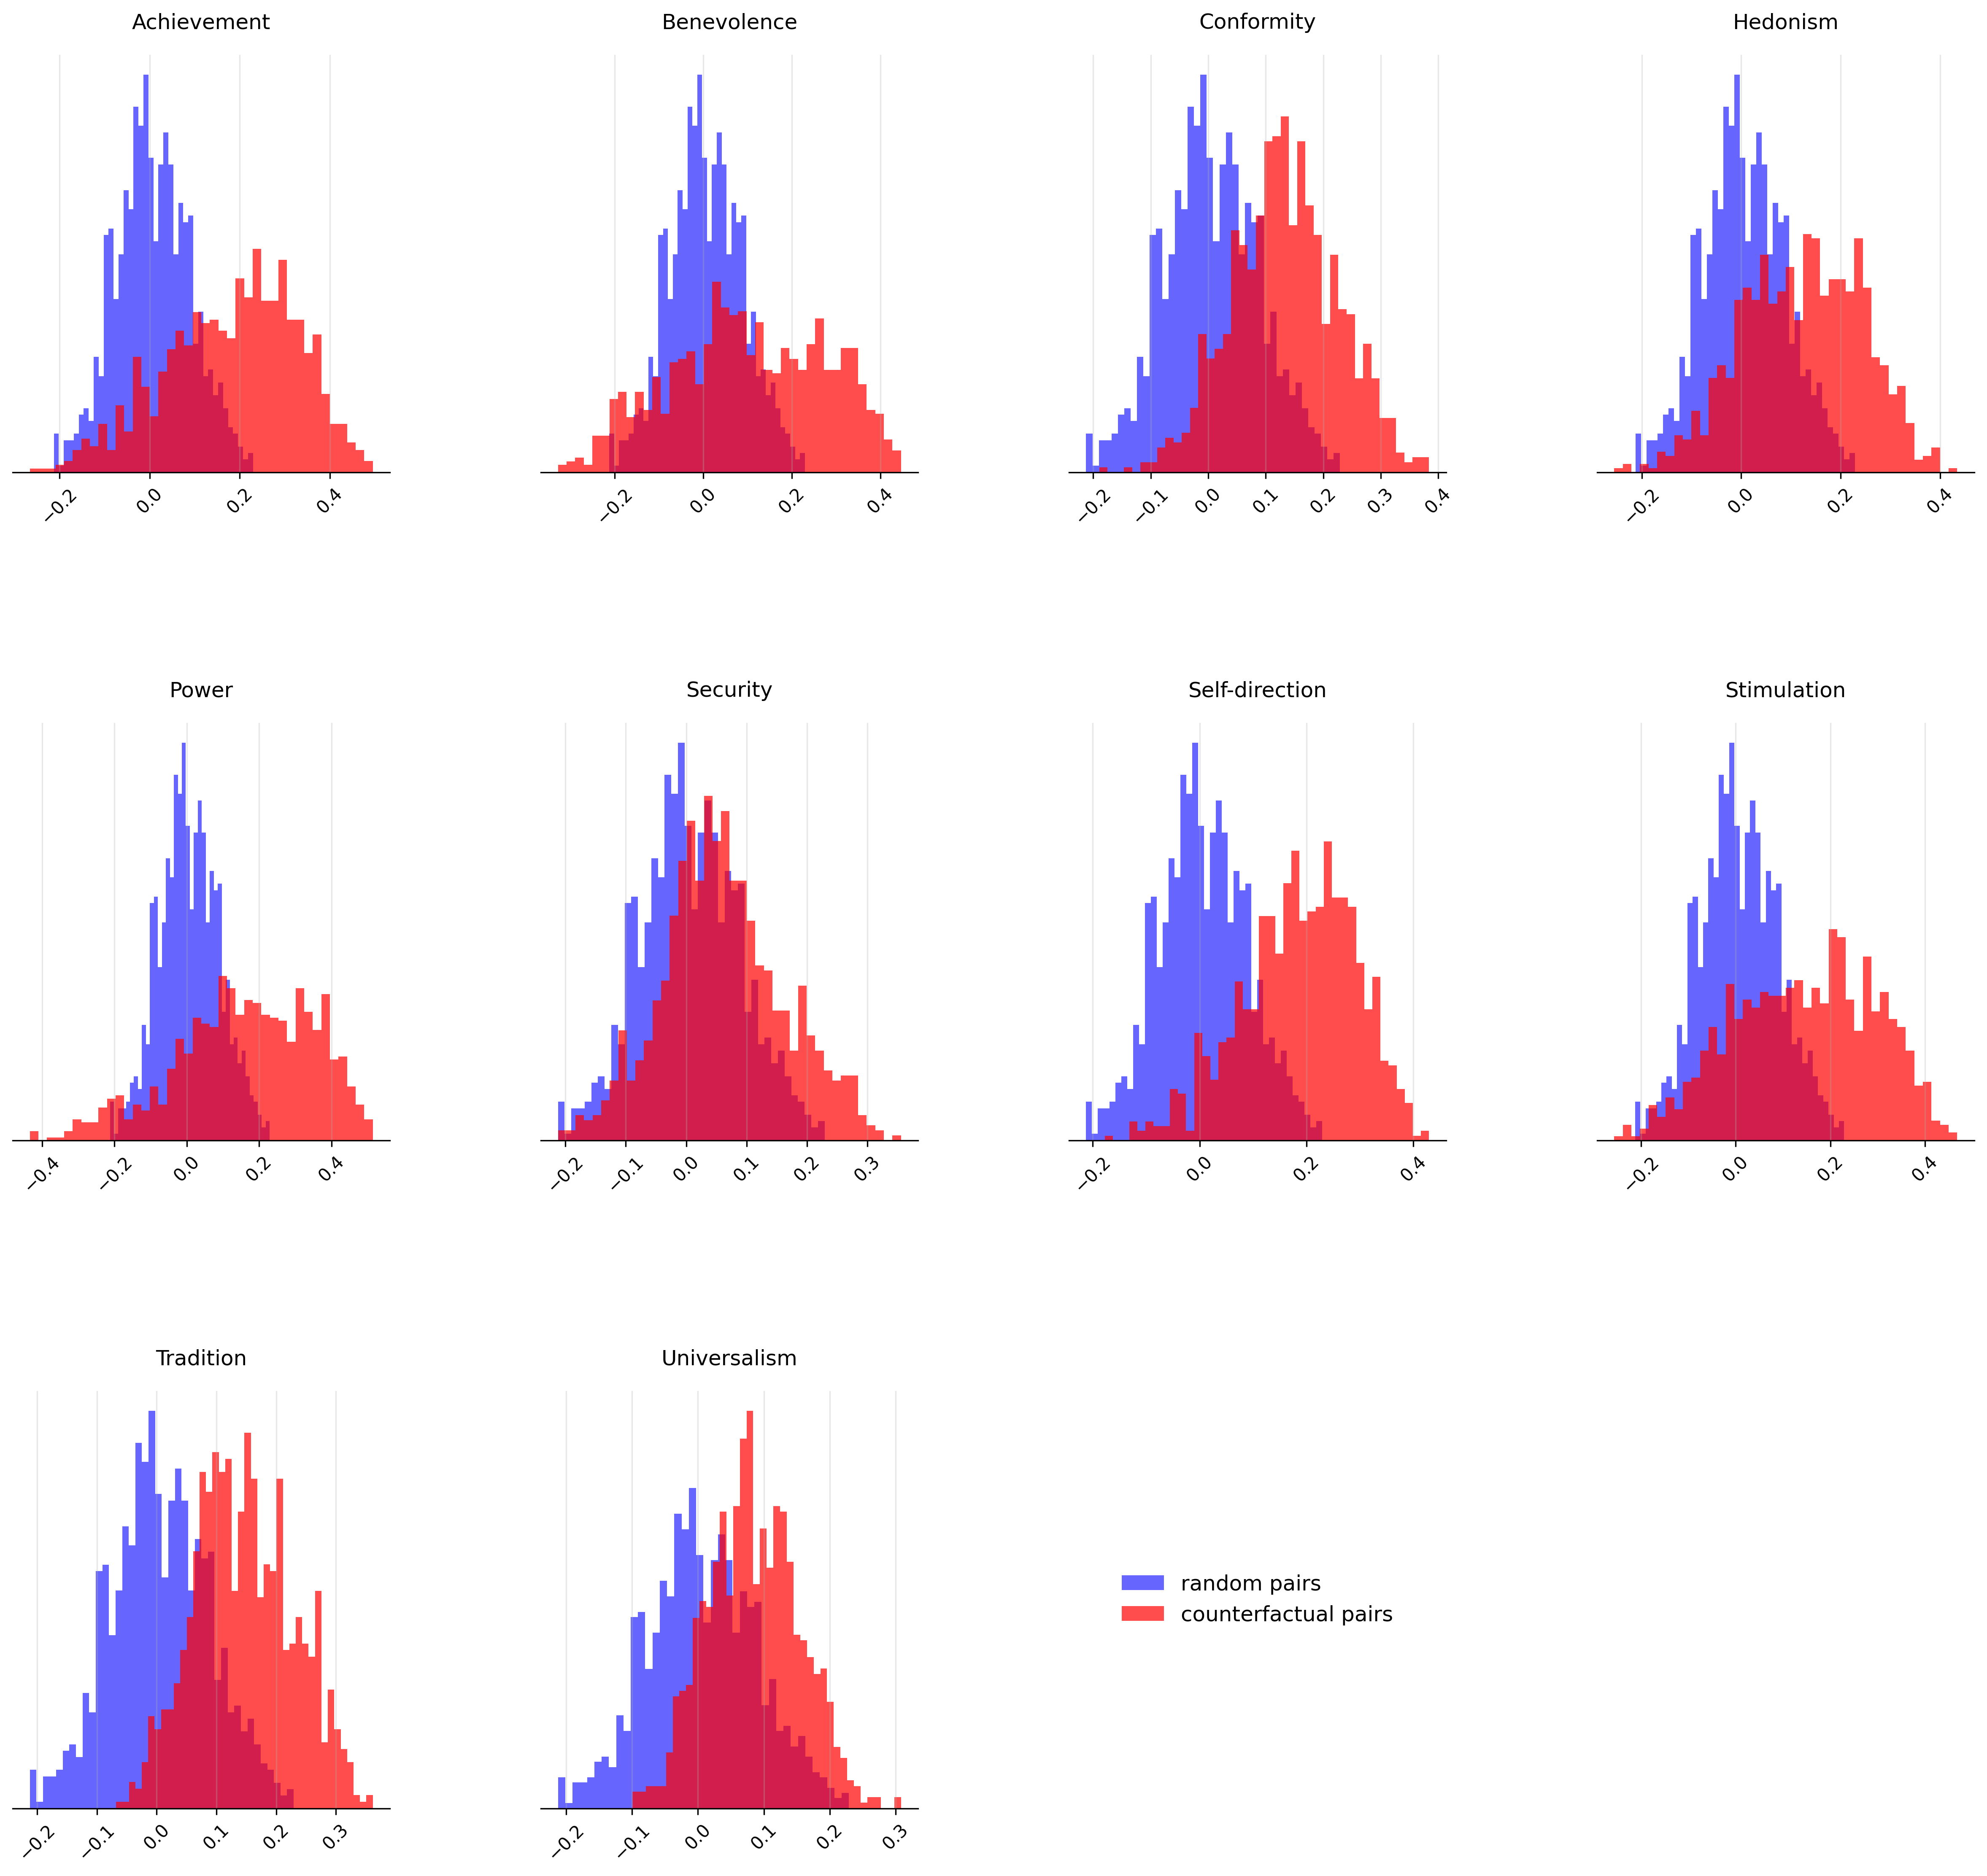 Achievement
Benevolence
Conformity
Hedonism
−0.2 0.0 0.2 0.4
−0.2 0.0 0.2 0.4
−0.2 −0.1 0.0 0.1 0.2 0.3 0.4
−0.2 0.0 0.2 0.4
Power
Security
Self-direction
Stimulation
−0.4 −0.2 0.0 0.2 0.4
−0.2 −0.1 0.0 0.1 0.2 0.3
−0.2 0.0 0.2 0.4
−0.2 0.0 0.2 0.4
Tradition
Universalism
random pairs
counterfactual pairs
−0.2 −0.1 0.0 0.1 0.2 0.3
−0.2 −0.1 0.0 0.1 0.2 0.3